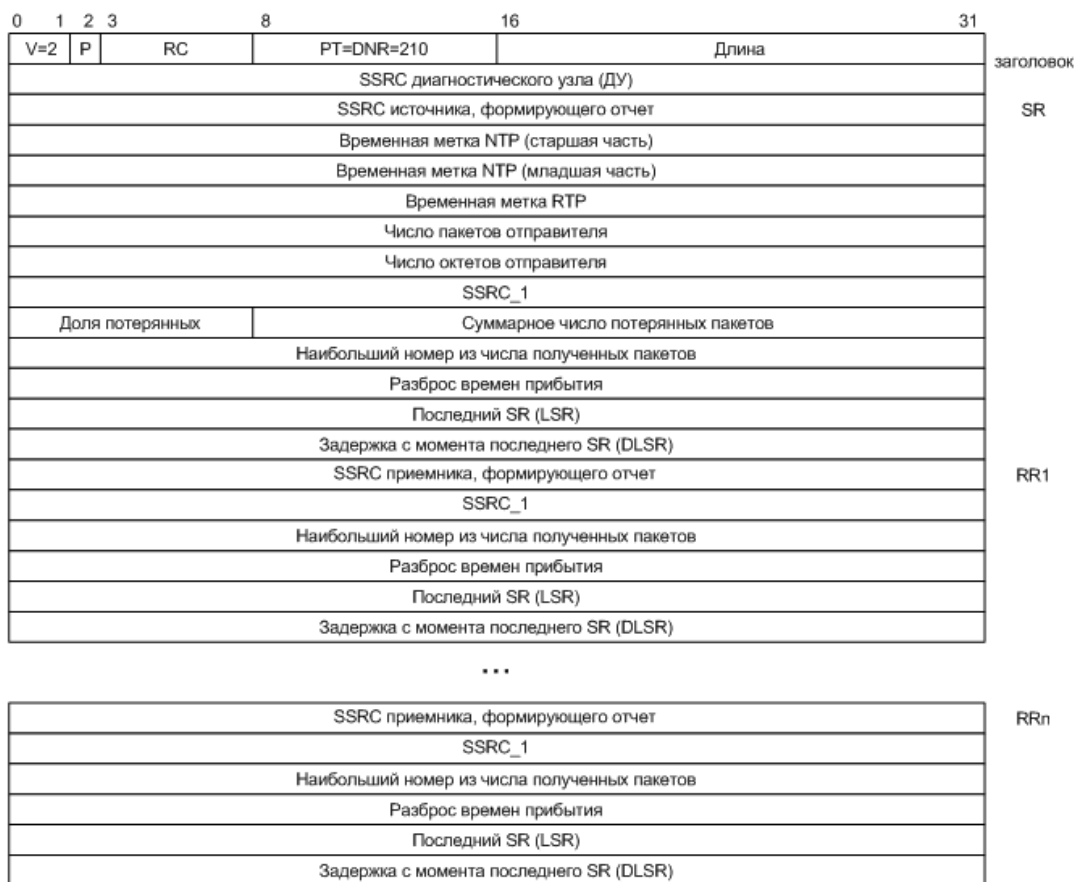 0 1 2 3 8 16 31
V=2 P RC PT=DNR=210 Длина
заголовок
SSRC диагностического узла (ДУ)
SSRC источника, формирующего отчет SR
Временная метка NTP (старшая часть)
Временная метка NTP (младшая часть)
Временная метка RTP
Число пакетов отправителя
Число октетов отправителя
SSRC_1
Доля потерянных Суммарное число потерянных пакетов
Наибольший номер из числа полученных пакетов
Разброс времен прибытия
Последний SR (LSR)
Задержка с момента последнего SR (DLSR)
SSRC приемника, формирующего отчет RR1
SSRC_1
Наибольший номер из числа полученных пакетов
Разброс времен прибытия
Последний SR (LSR)
Задержка с момента последнего SR (DLSR)
...
SSRC приемника, формирующего отчет RRn
SSRC_1
Наибольший номер из числа полученных пакетов
Разброс времен прибытия
Последний SR (LSR)
Задержка с момента последнего SR (DLSR)